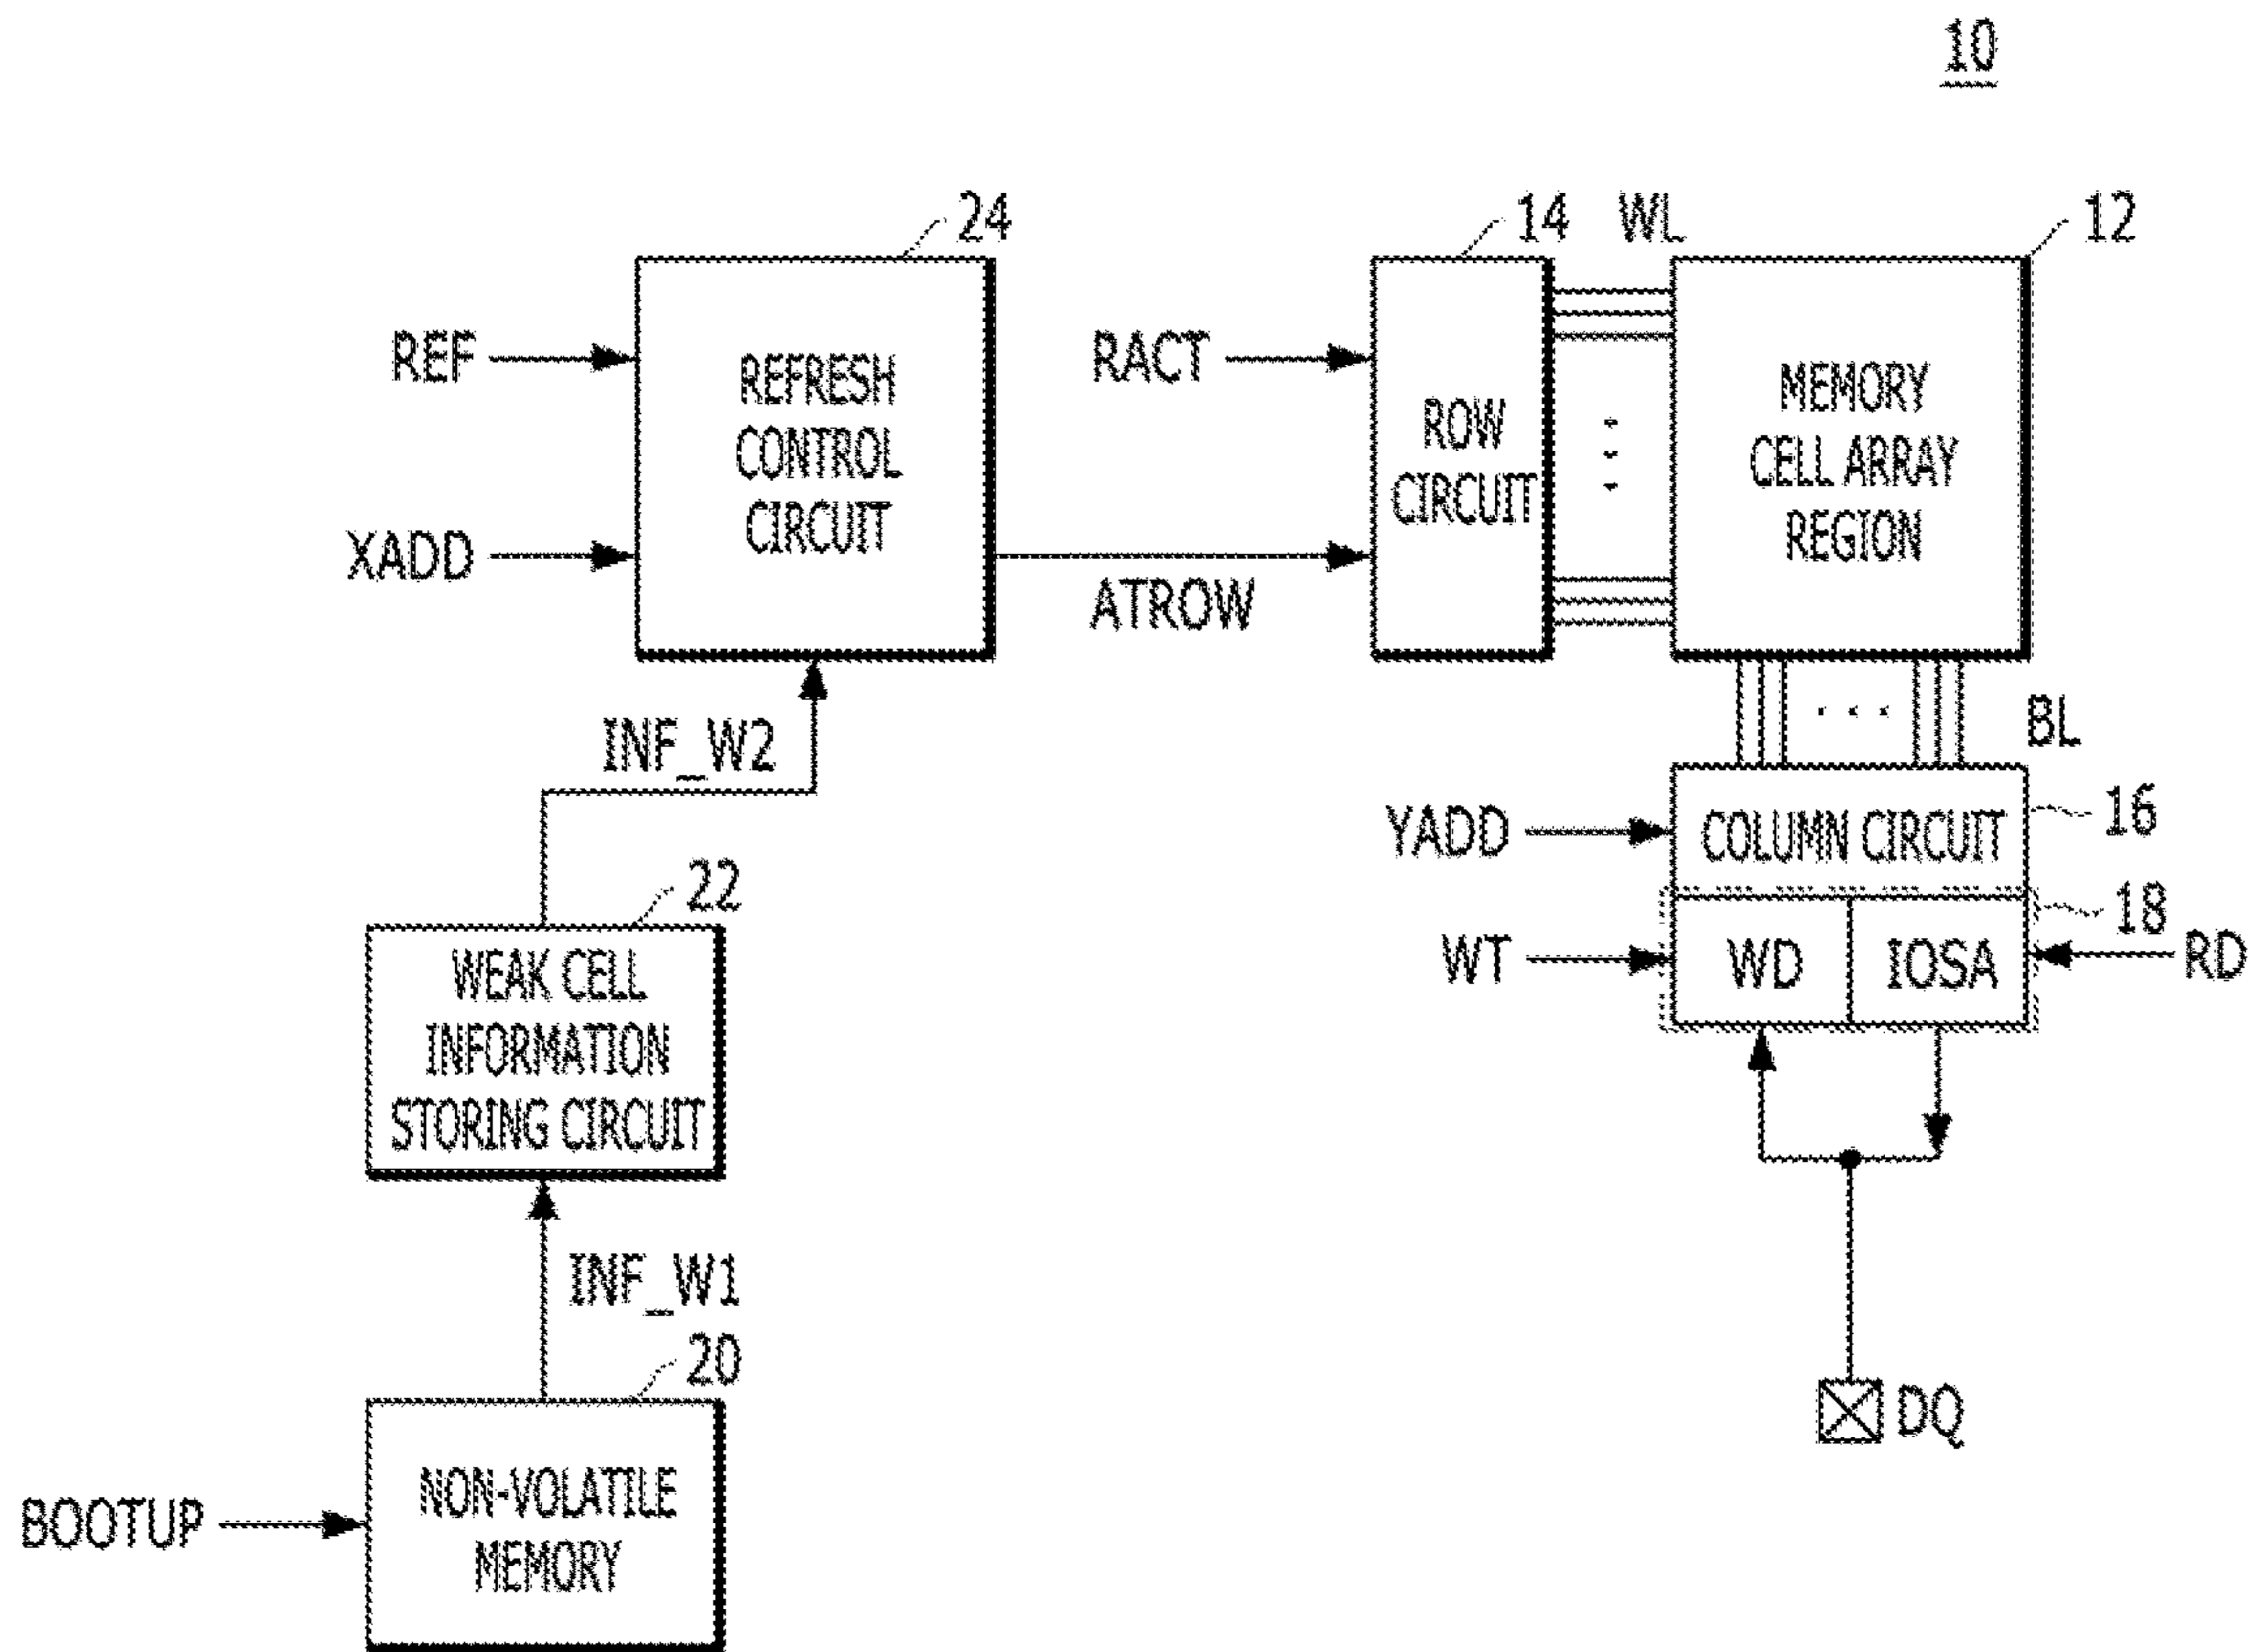 10
24
14
WL
12
REF
REFRESH
CONTROL
CIRCUIT
RACT
ROW
CIRCUIT
MEMORY
CELL ARRAY
REGION
XADD
ATROW
INF_W2
BL
YADD
COLUMN CIRCUIT
16
22
18
WEAK CELL
INFORMATION
STORING CIRCUIT
WT
WD
IOSA
RD
INF_W1
20
DQ
BOOTUP
NON-VOLATILE
MEMORY